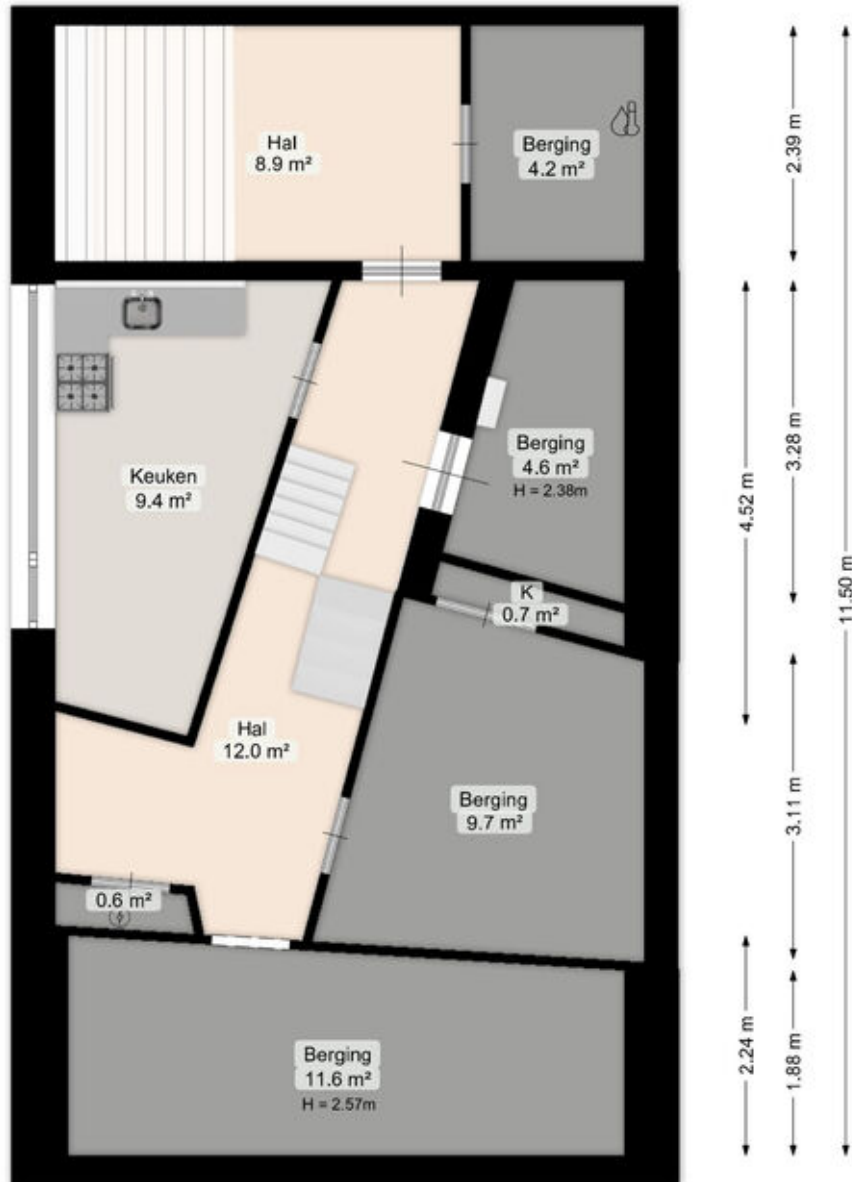 Hal
8.9 m²
Berging
4.2 m²
2.39 m
Keuken
9.4 m²
Berging
4.6 m²
H = 2.38m
3.28 m
4.52 m
11.50 m
K
0.7 m²
Hal
12.0 m²
Berging
9.7 m²
3.11 m
0.6 m²
Berging
11.6 m²
H = 2.57m
2.24 m
1.88 m